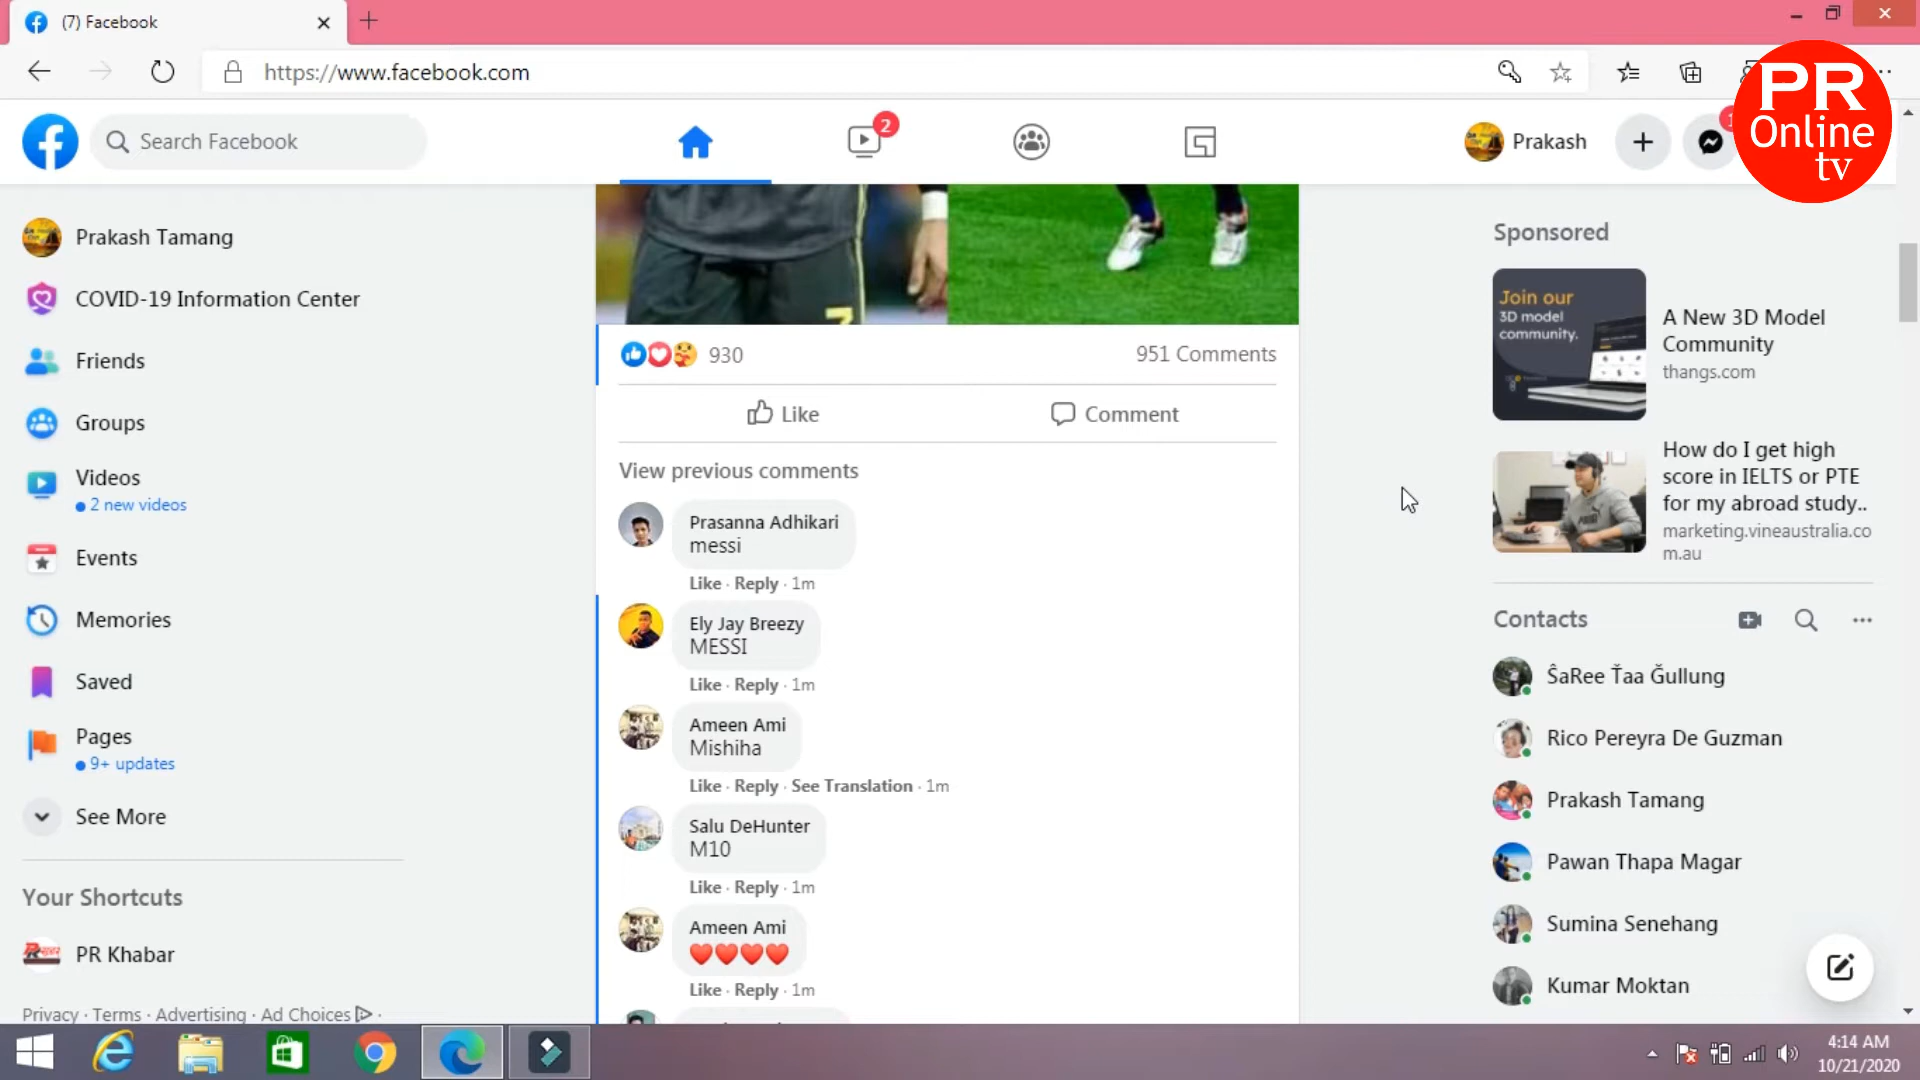 (7) Facebook
https://www.facebook.com
PR
Online
tv
Search Facebook
2
Prakash
Prakash Tamang
COVID-19 Information Center
Friends
Groups
Videos
2 new videos
Events
Memories
Saved
Pages
9+ updates
See More
Your Shortcuts
PR Khabar
Privacy · Terms · Advertising · Ad Choices
3
930
951 Comments
Like
Comment
View previous comments
Prasanna Adhikari
messi
Like · Reply · 1m
Ely Jay Breezy
MESSI
Like · Reply · 1m
Ameen Ami
Mishiha
Like · Reply · See Translation · 1m
Salu DeHunter
M10
Like · Reply · 1m
Ameen Ami
❤❤❤❤
Like · Reply · 1m
Sponsored
Join our
3D model
community.
A New 3D Model
Community
thangs.com
How do I get high
score in IELTS or PTE
for my abroad study..
marketing.vineaustralia.co
m.au
Contacts
ŜaRee Ťaa Ğullung
Rico Pereyra De Guzman
Prakash Tamang
Pawan Thapa Magar
Sumina Senehang
Kumar Moktan
4:14 AM
10/21/2020